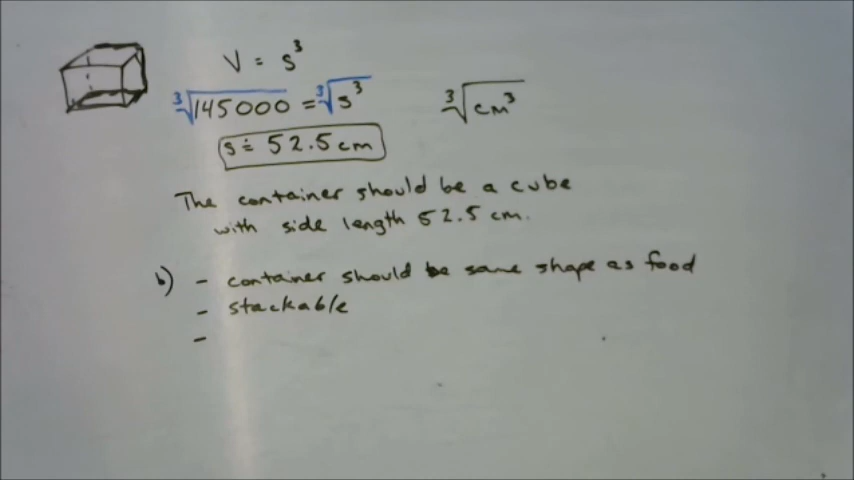 V = s³
∛145000 = ∛s³ ∛cm³
s ≐ 52.5 cm
The container should be a cube
with side length 52.5 cm.
b) - container should be same shape as food
- stackable
-